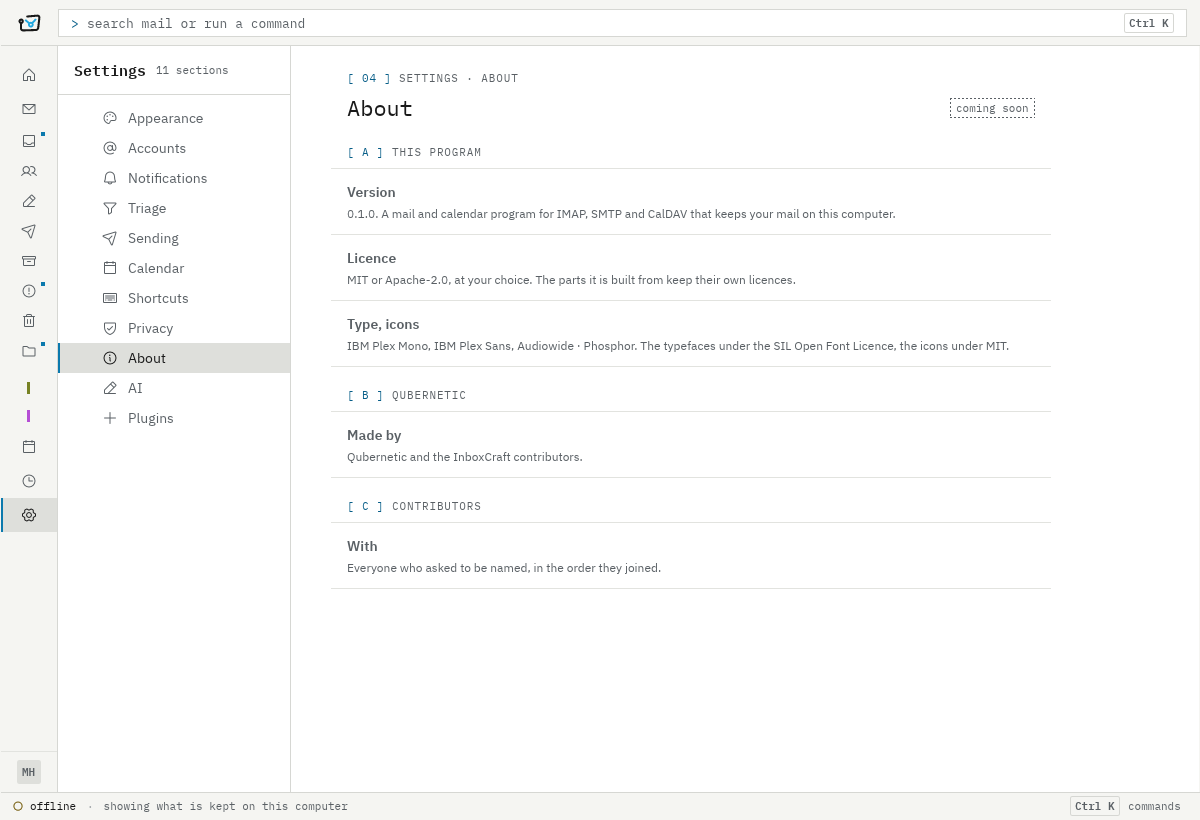 > search mail or run a command
Ctrl K
Settings 11 sections
Appearance
Accounts
Notifications
Triage
Sending
Calendar
Shortcuts
Privacy
About
AI
Plugins
[ 04 ] SETTINGS · ABOUT
About
coming soon
[ A ] THIS PROGRAM
Version
0.1.0. A mail and calendar program for IMAP, SMTP and CalDAV that keeps your mail on this computer.
Licence
MIT or Apache-2.0, at your choice. The parts it is built from keep their own licences.
Type, icons
IBM Plex Mono, IBM Plex Sans, Audiowide · Phosphor. The typefaces under the SIL Open Font Licence, the icons under MIT.
[ B ] QUBERNETIC
Made by
Qubernetic and the InboxCraft contributors.
[ C ] CONTRIBUTORS
With
Everyone who asked to be named, in the order they joined.
MH
offline · showing what is kept on this computer
Ctrl K commands